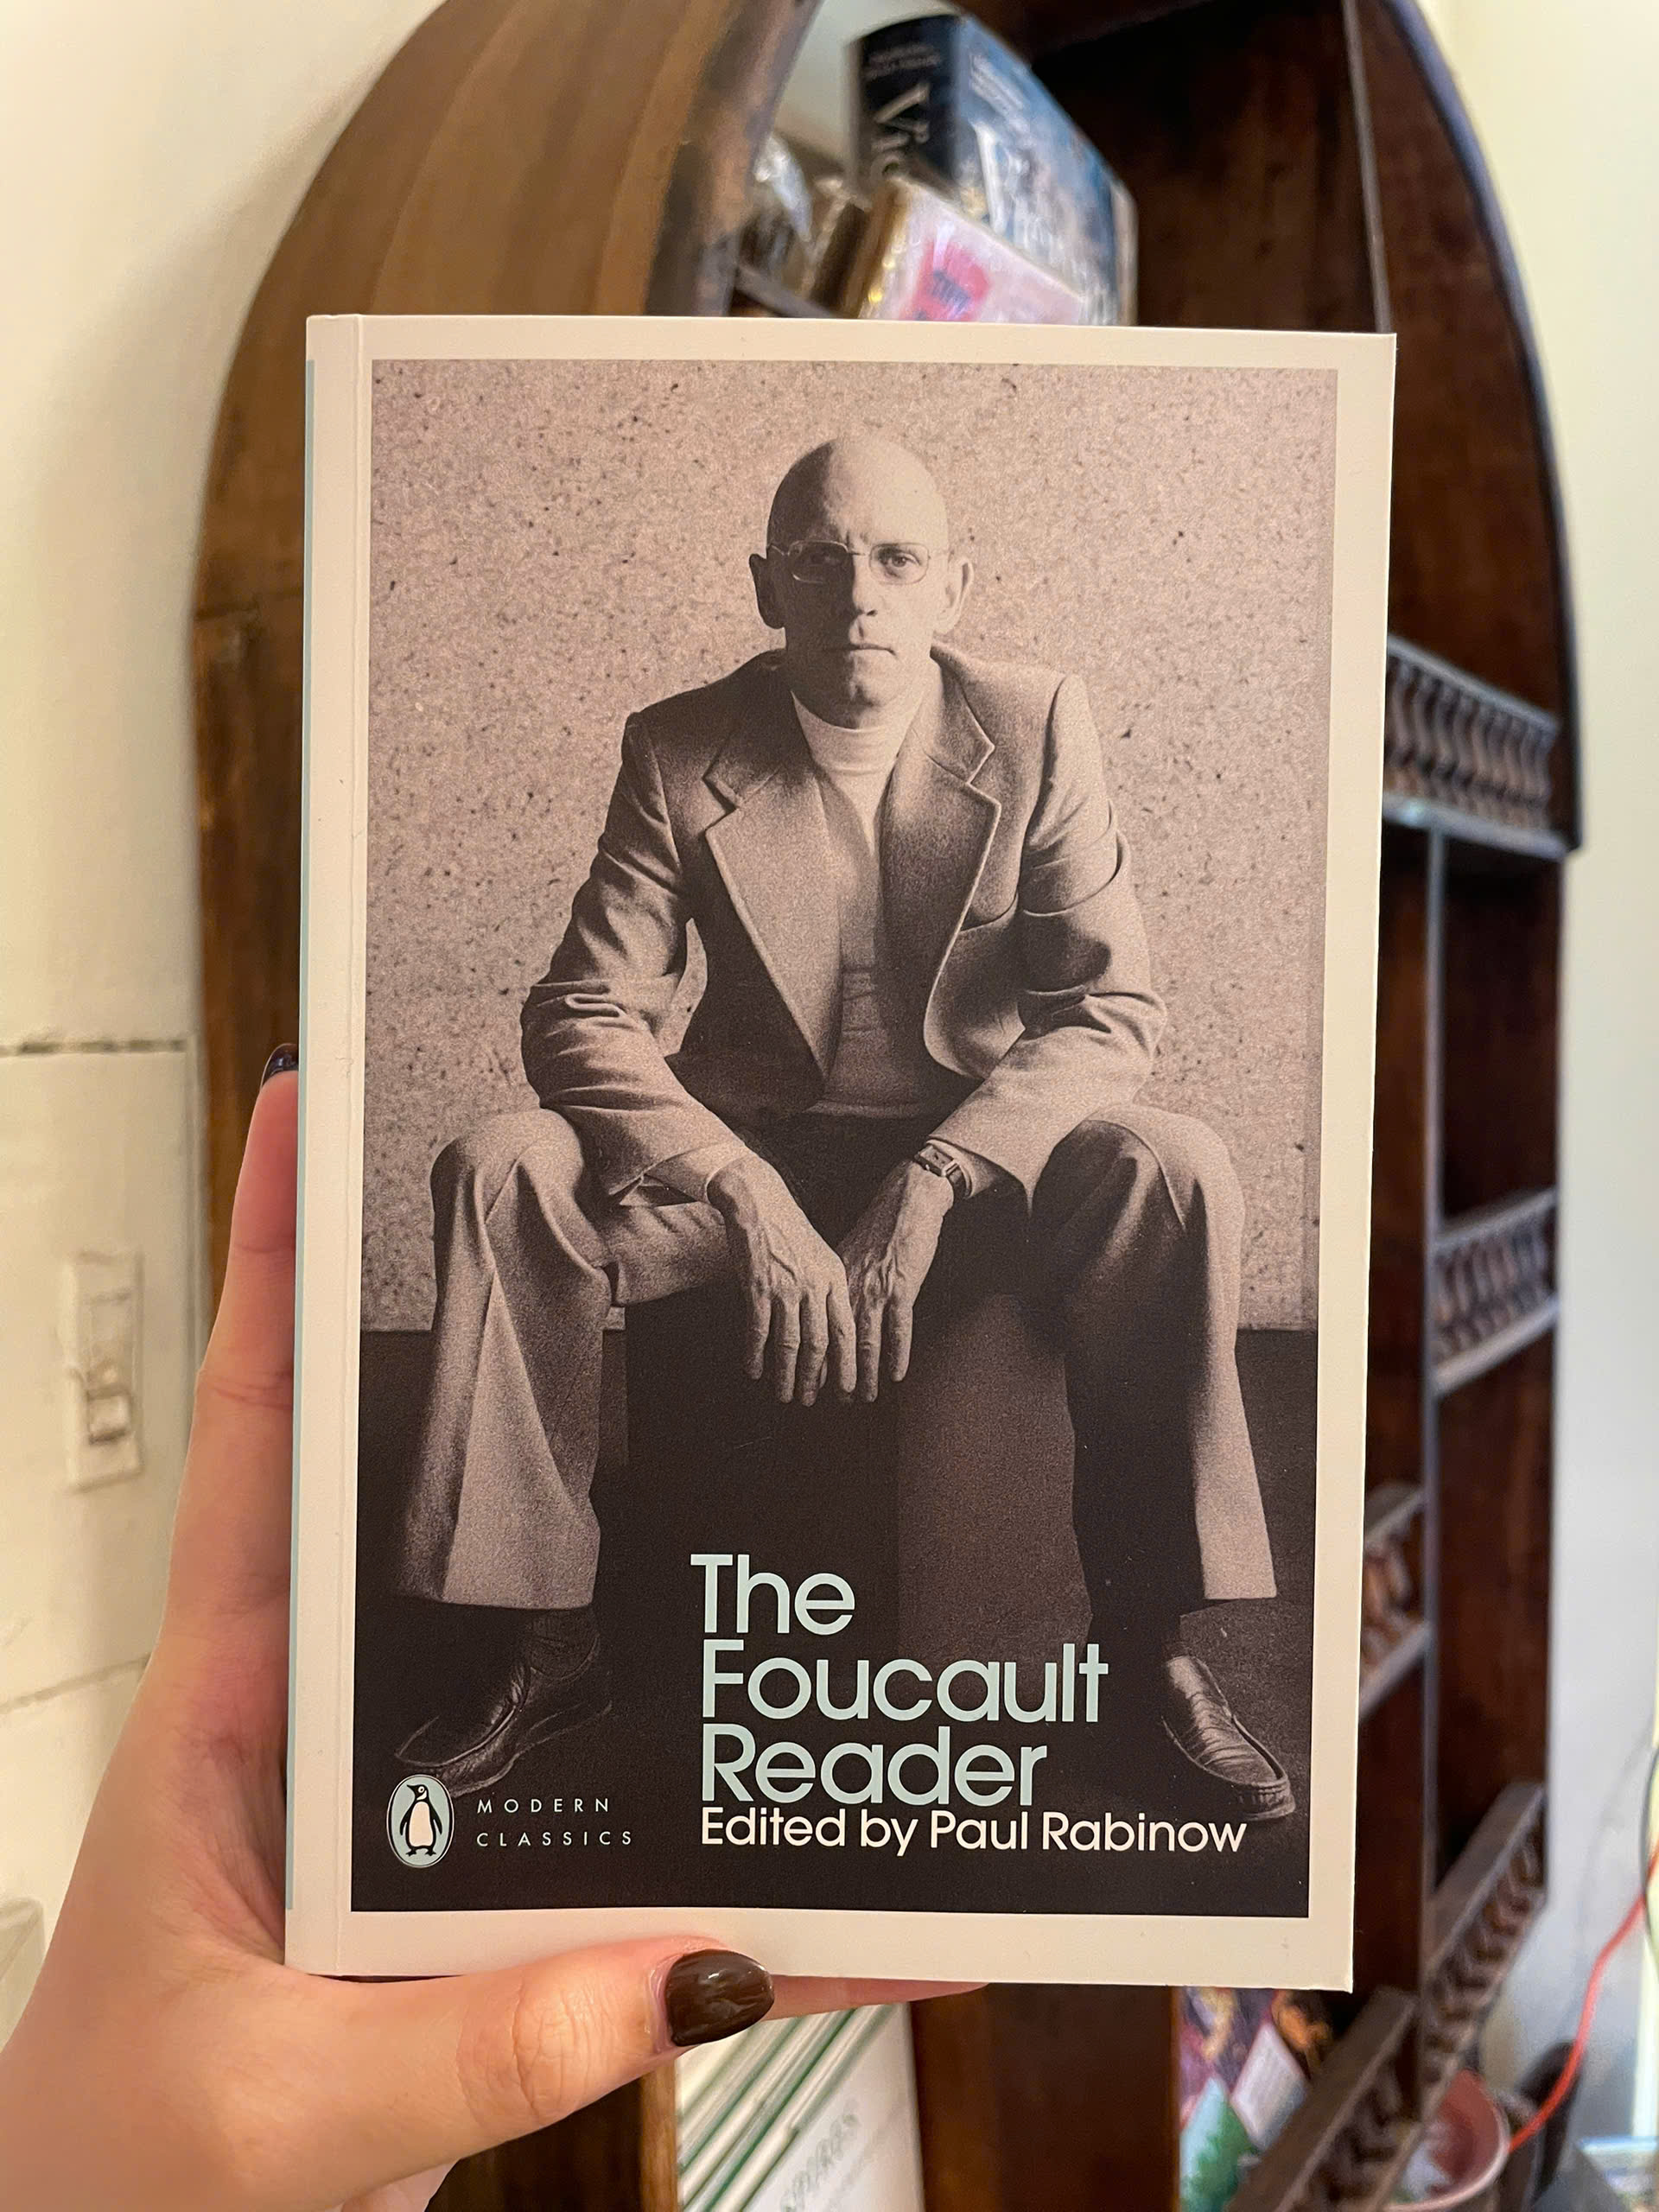 The
Foucault
Reader
Edited by Paul Rabinow
MODERN
CLASSICS